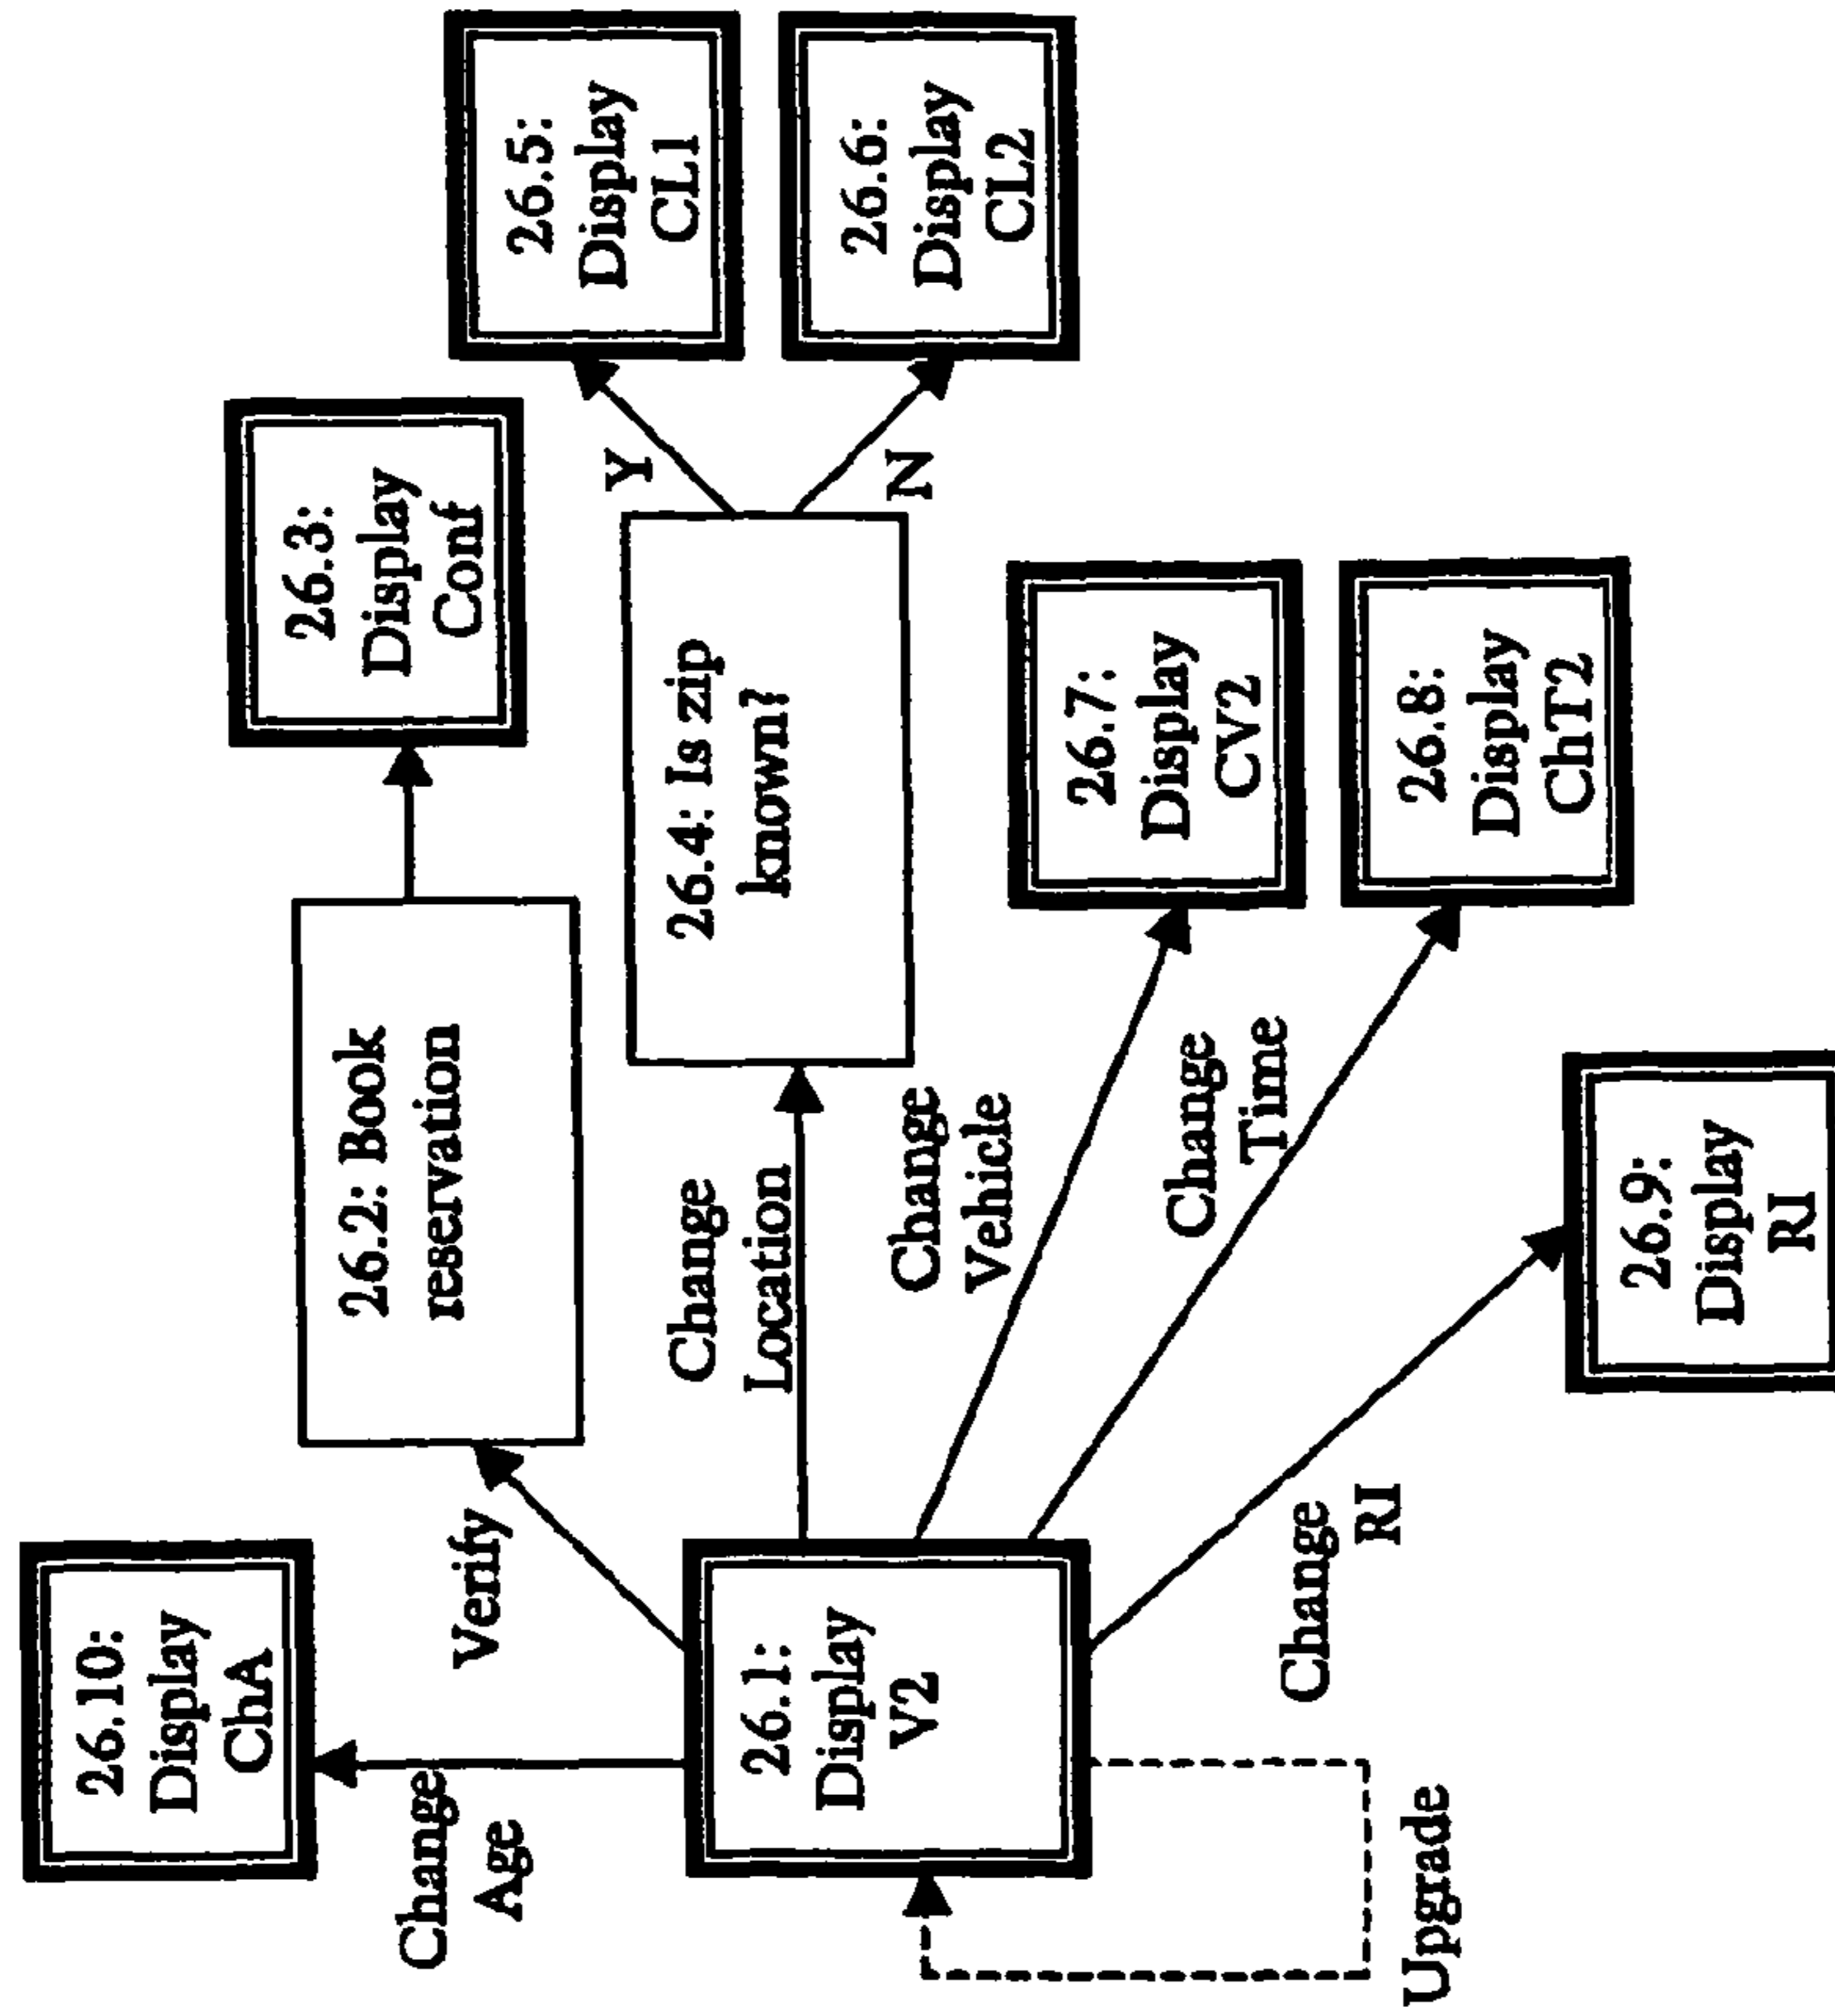 26.10:
Display
ChA
Change
Age
Verify
26.2: Book
reservation
26.3:
Display
Conf
26.1:
Display
V2
Change
Location
26.4: Is zip
known?
Y
N
26.5:
Display
CL1
26.6:
Display
CL2
Change
Vehicle
26.7:
Display
CV2
Change
Time
26.8:
Display
ChT2
Change
RI
26.9:
Display
RI
Upgrade